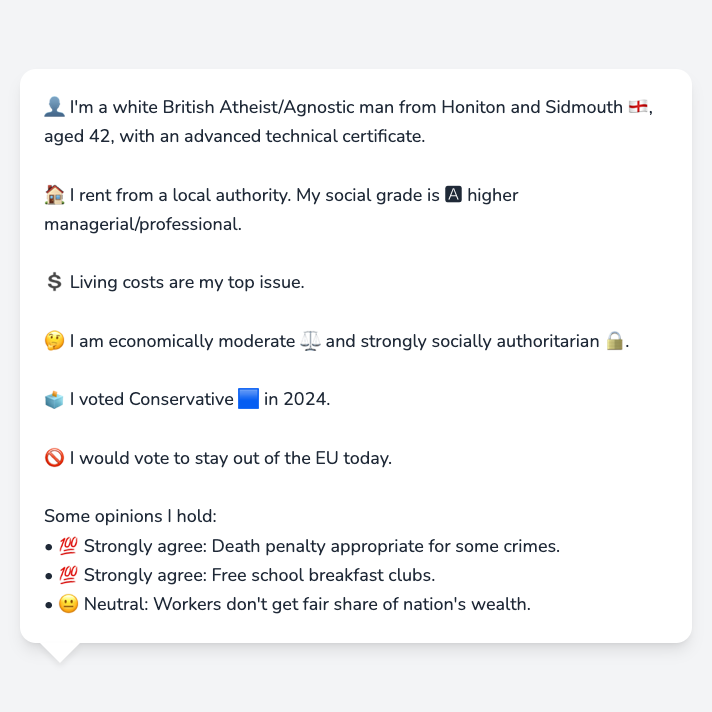 👤 I'm a white British Atheist/Agnostic man from Honiton and Sidmouth 🏴󠁧󠁢󠁥󠁮󠁧󠁿,
aged 42, with an advanced technical certificate.
🏠 I rent from a local authority. My social grade is 🅰 higher
managerial/professional.
💲 Living costs are my top issue.
🤔 I am economically moderate ⚖️ and strongly socially authoritarian 🔒.
🗳️ I voted Conservative 🟦 in 2024.
🚫 I would vote to stay out of the EU today.
Some opinions I hold:
• 💯 Strongly agree: Death penalty appropriate for some crimes.
• 💯 Strongly agree: Free school breakfast clubs.
• 😐 Neutral: Workers don't get fair share of nation's wealth.